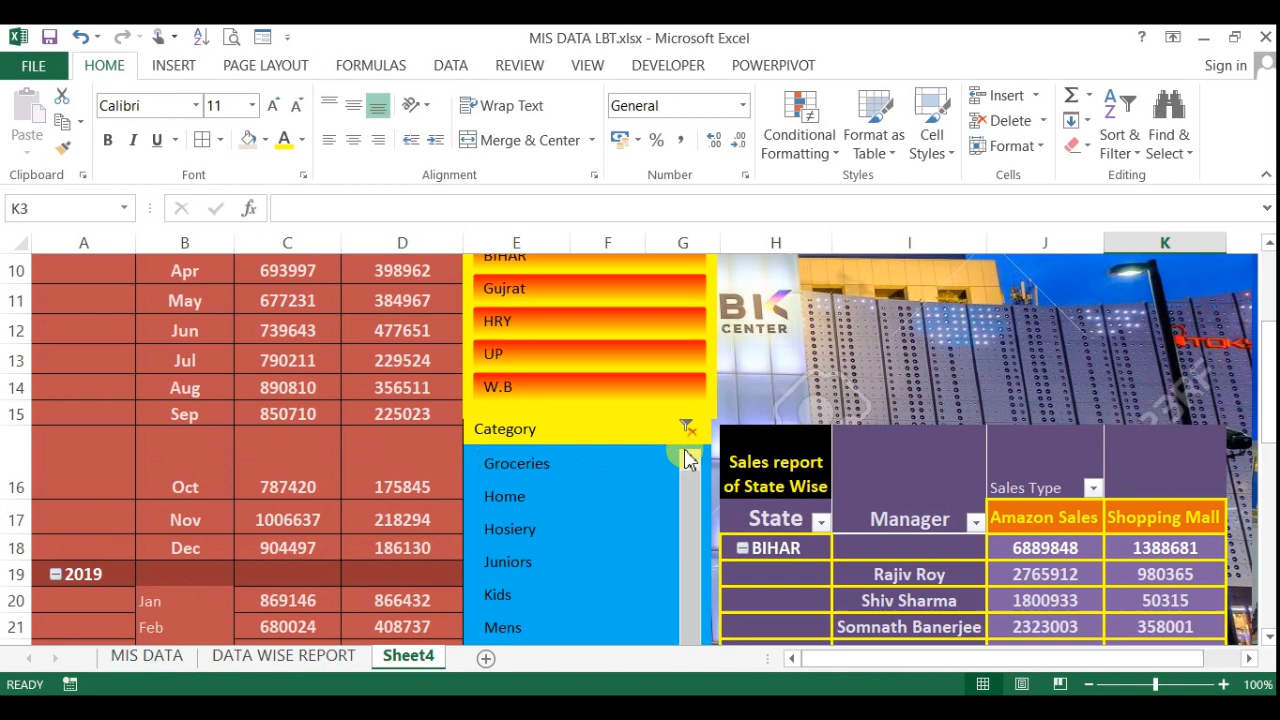 MIS DATA LBT.xlsx - Microsoft Excel
FILE HOME INSERT PAGE LAYOUT FORMULAS DATA REVIEW VIEW DEVELOPER POWERPIVOT Sign in
Paste
Calibri 11
B I U A
Wrap Text
Merge & Center
General
%
Conditional Formatting
Format as Table
Cell Styles
Insert
Delete
Format
Sort & Filter
Find & Select
Clipboard Font Alignment Number Styles Cells Editing
K3 fx
A B C D E F G H I J K
10 Apr 693997 398962
11 May 677231 384967
12 Jun 739643 477651
13 Jul 790211 229524
14 Aug 890810 356511
15 Sep 850710 225023
16 Oct 787420 175845
17 Nov 1006637 218294
18 Dec 904497 186130
19 2019
20 Jan 869146 866432
21 Feb 680024 408737
BIHAR
Gujrat
HRY
UP
W.B
Category
Groceries
Home
Hosiery
Juniors
Kids
Mens
BK
CENTER
ITOK
123RF
Sales report
of State Wise
Sales Type
State Manager Amazon Sales Shopping Mall
BIHAR 6889848 1388681
Rajiv Roy 2765912 980365
Shiv Sharma 1800933 50315
Somnath Banerjee 2323003 358001
MIS DATA DATA WISE REPORT Sheet4
READY 100%